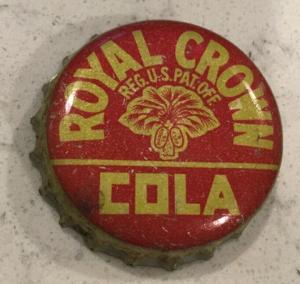 ROYAL CROWN
REG. U.S. PAT. OFF.
COLA